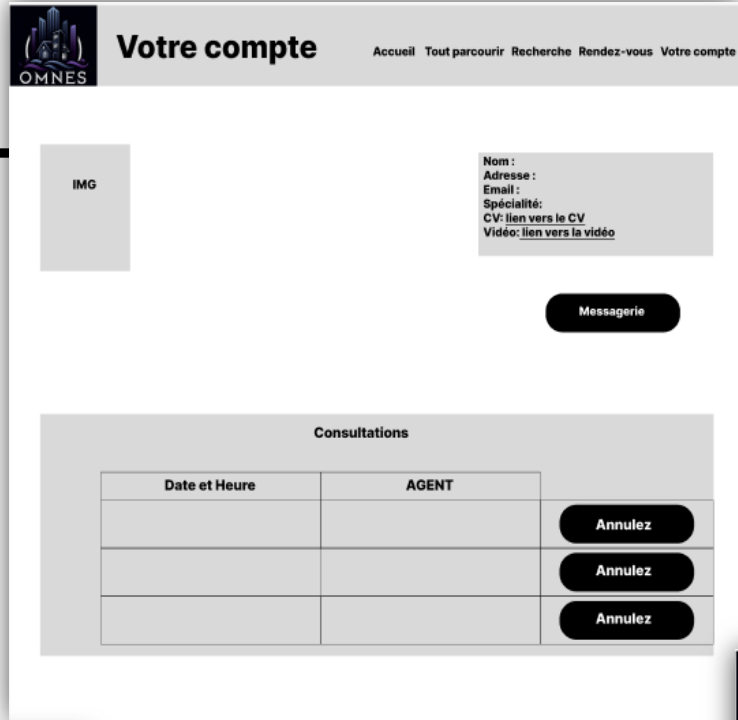 OMNES
Votre compte
Accueil Tout parcourir Recherche Rendez-vous Votre compte
IMG
Nom :
Adresse :
Email :
Spécialité:
CV: lien vers le CV
Vidéo: lien vers la vidéo
Messagerie
Consultations
Date et Heure AGENT
Annulez
Annulez
Annulez